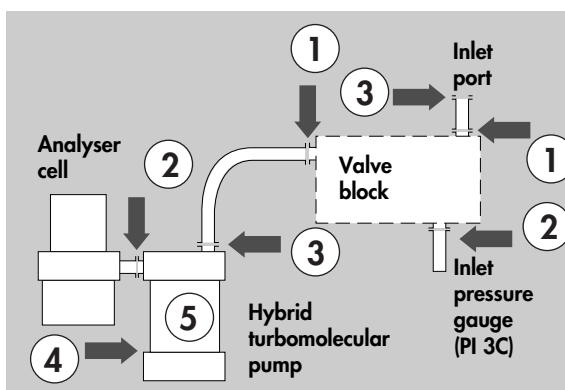 1
Inlet
port
3
Analyser
cell
2
Valve
block
1
3
2
Inlet
pressure
gauge
(PI 3C)
5
Hybrid
turbomolecular
pump
4